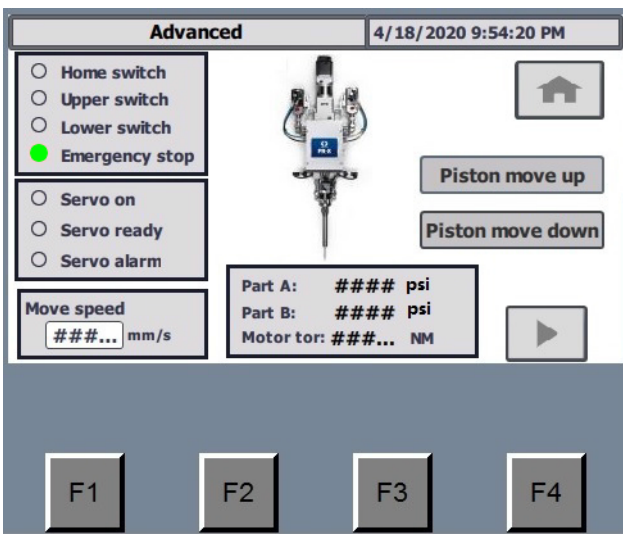 Advanced
4/18/2020 9:54:20 PM
Home switch
Upper switch
Lower switch
Emergency stop
Servo on
Servo ready
Servo alarm
Move speed
###... mm/s
Part A: #### psi
Part B: #### psi
Motor tor: ###... NM
Piston move up
Piston move down
F1 F2 F3 F4